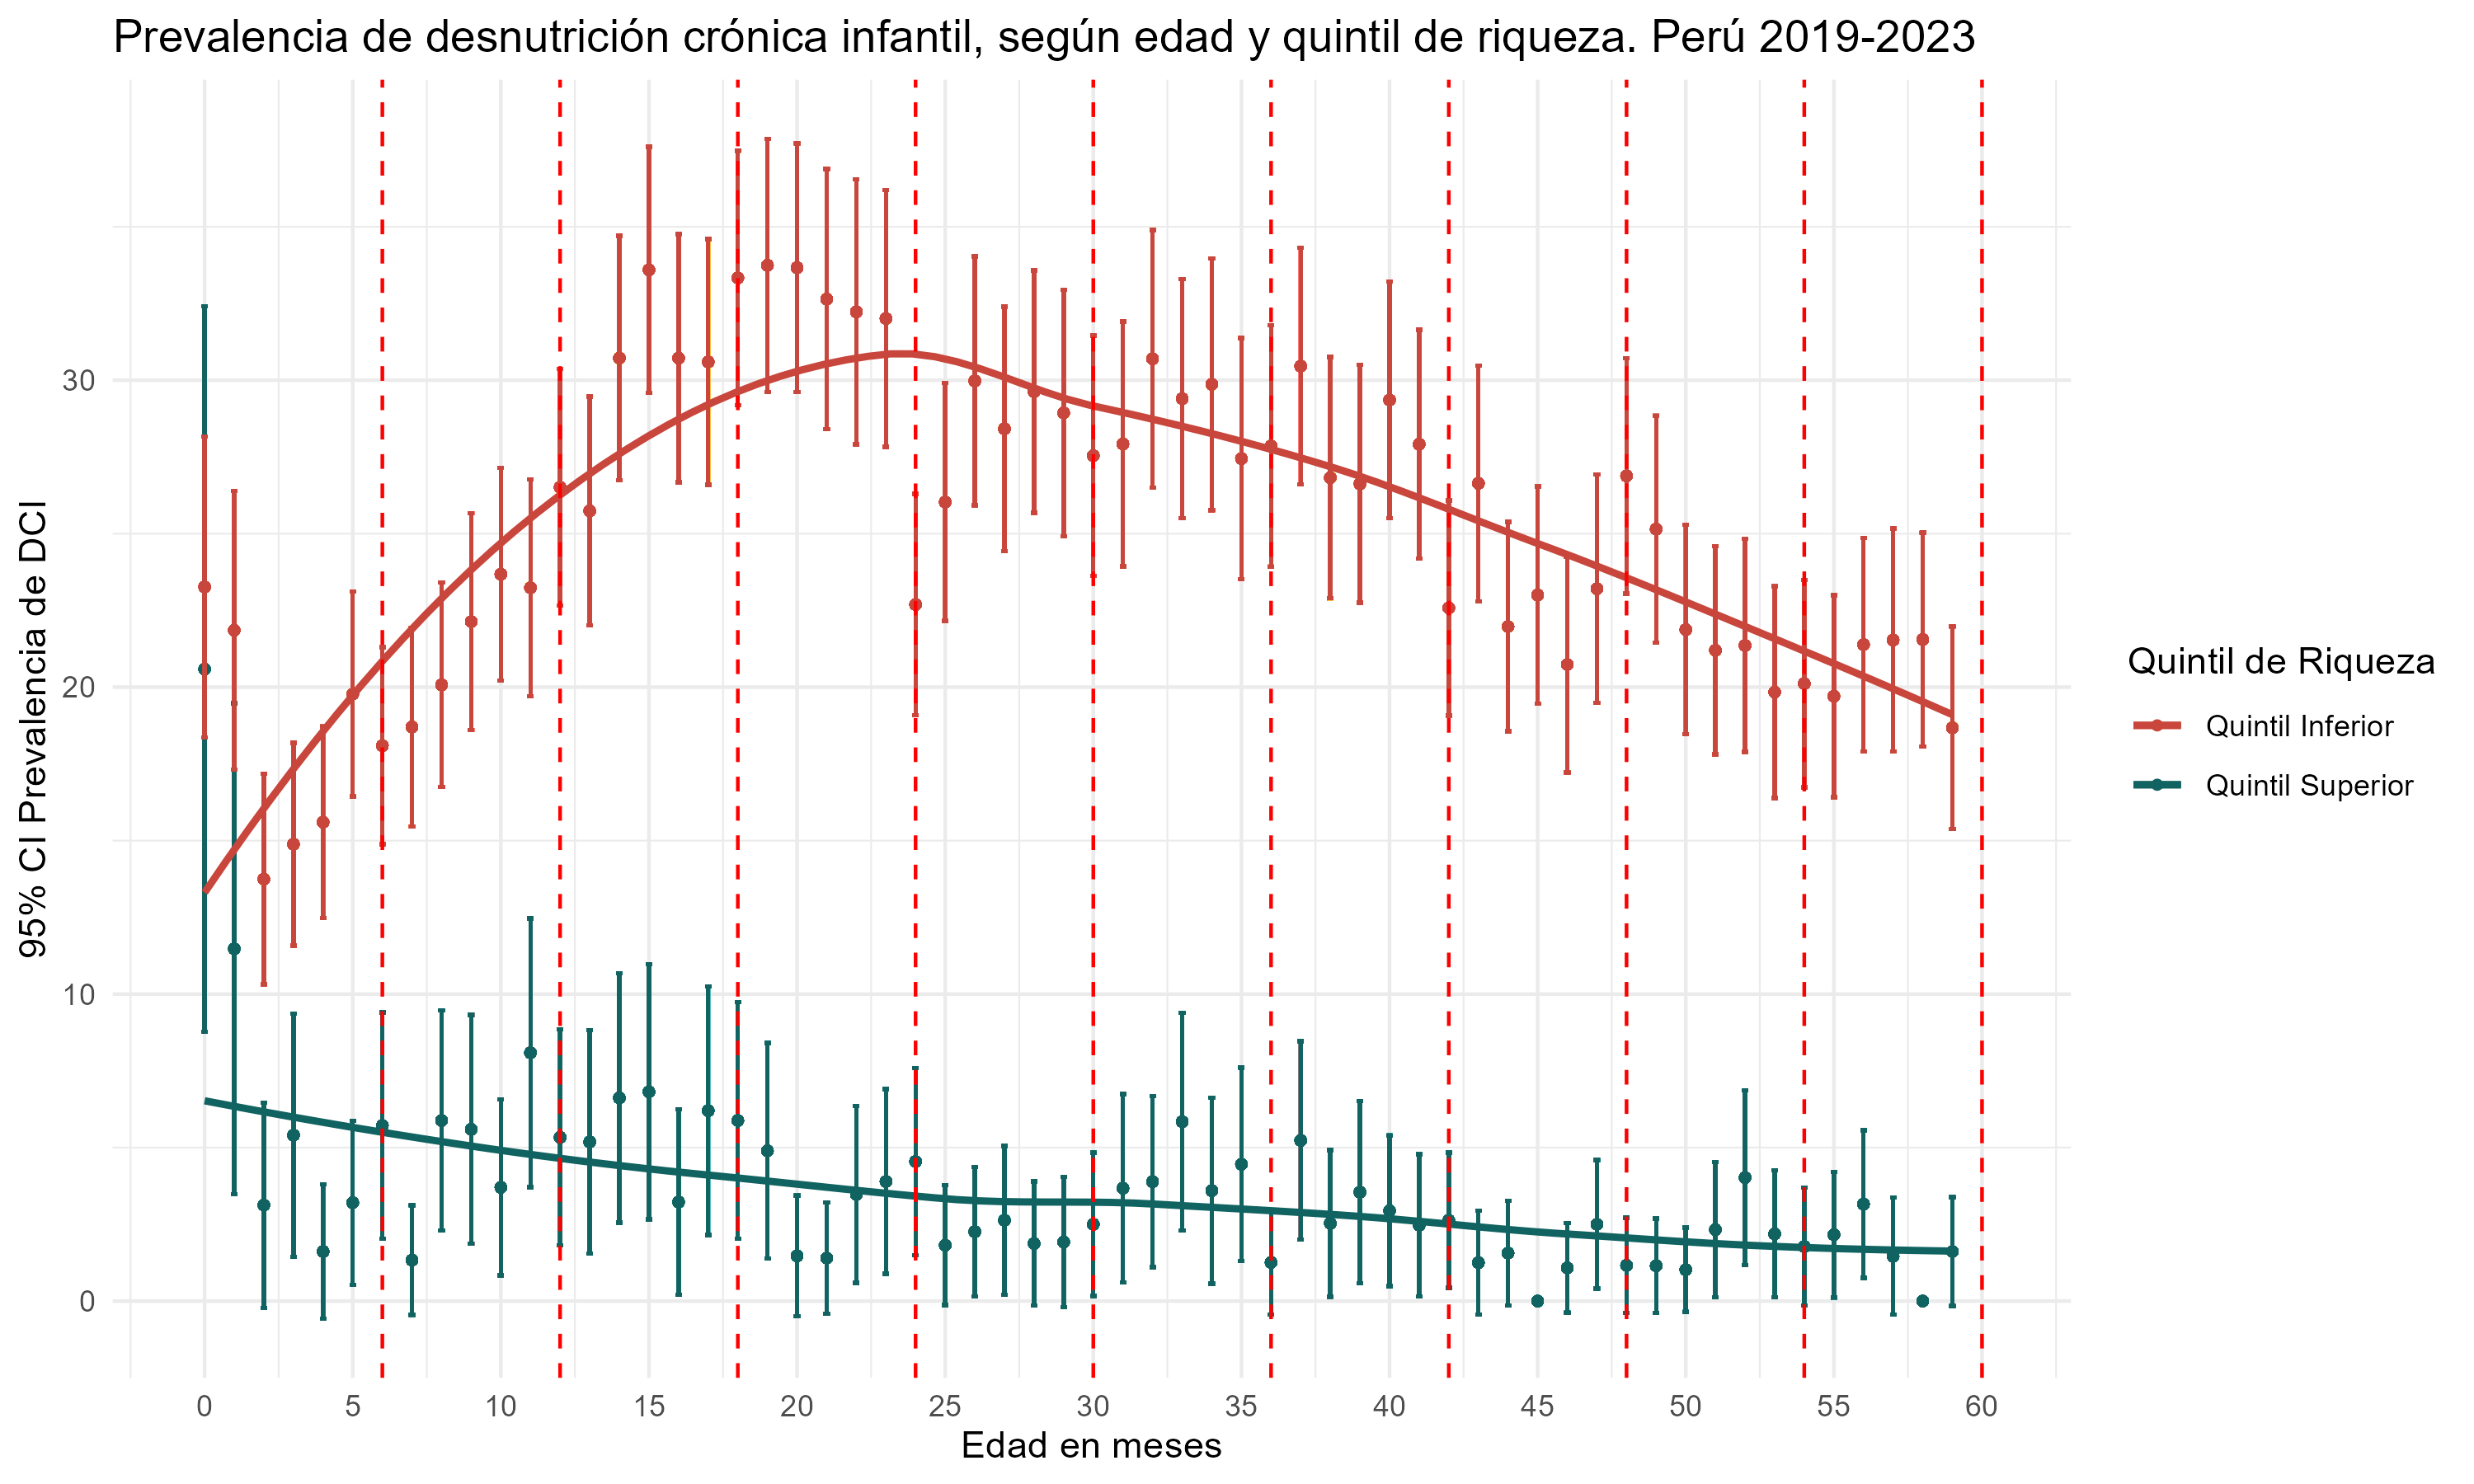 Prevalencia de desnutrición crónica infantil, según edad y quintil de riqueza. Perú 2019-2023
95% CI Prevalencia de DCI
30
20
10
0
0 5 10 15 20 25 30 35 40 45 50 55 60
Edad en meses
Quintil de Riqueza
Quintil Inferior
Quintil Superior